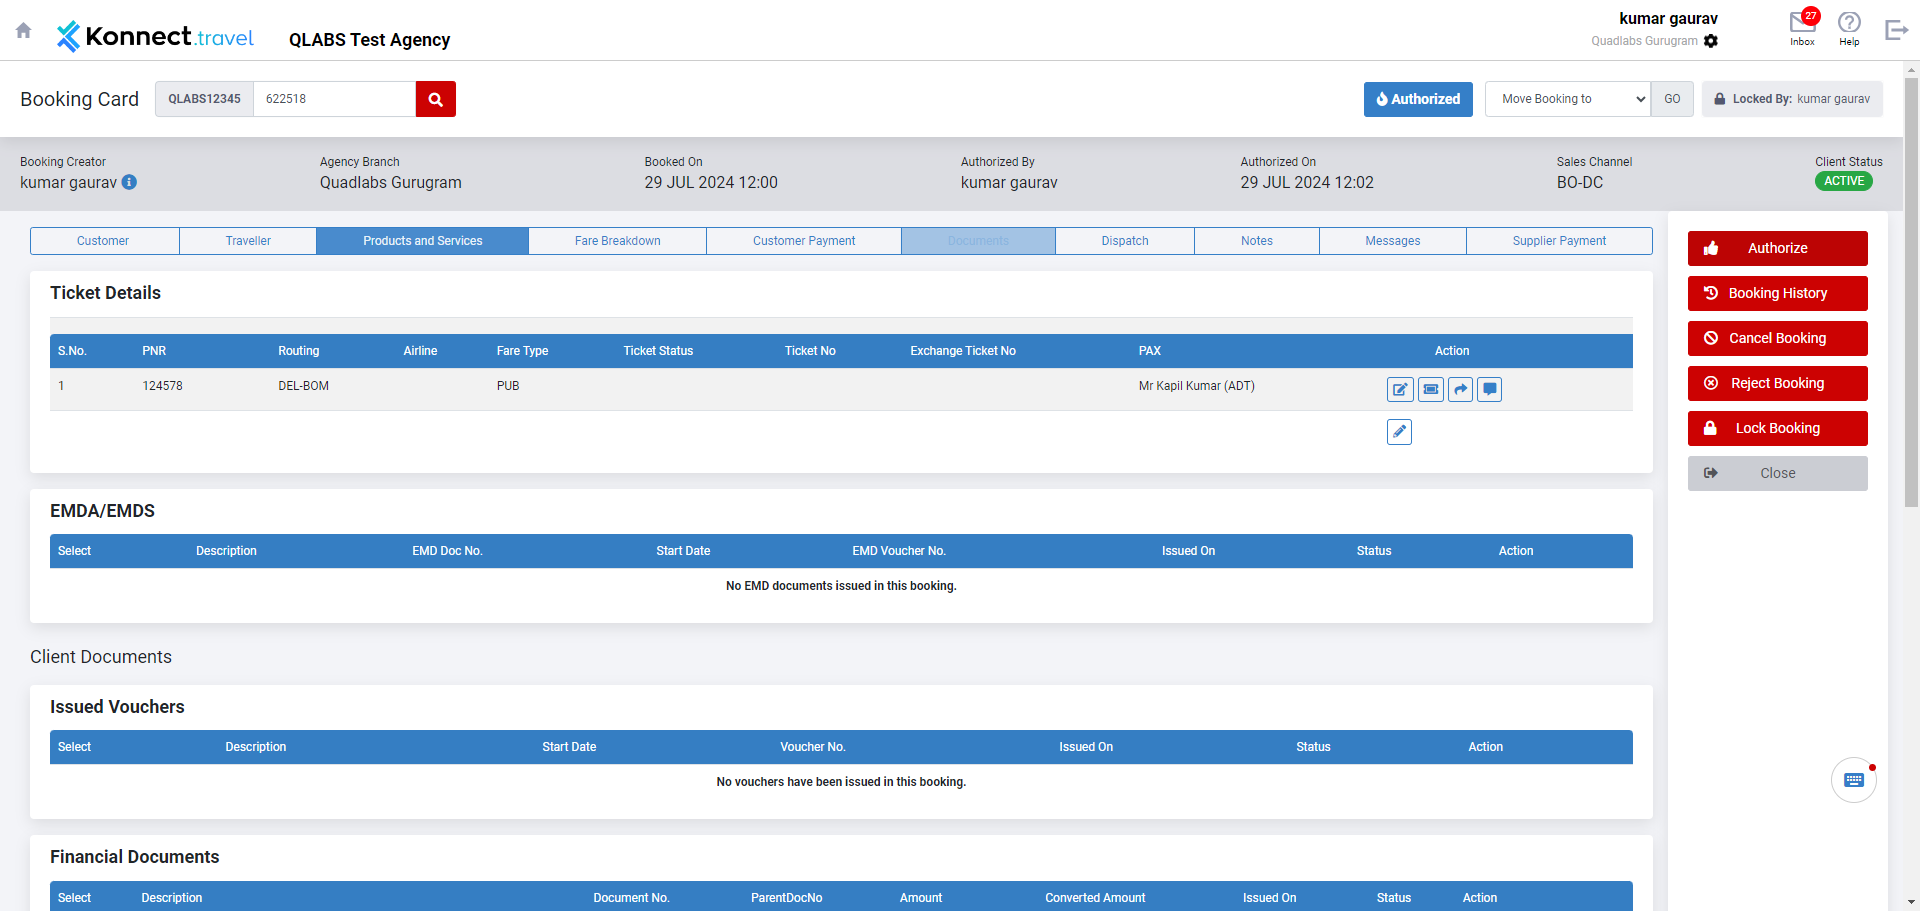 Konnect.travel
QLABS Test Agency
kumar gaurav
Quadlabs Gurugram
27
Inbox
Help
Booking Card
QLABS12345
622518
Authorized
Move Booking to
GO
Locked By: kumar gaurav
Booking Creator
kumar gaurav
Agency Branch
Quadlabs Gurugram
Booked On
29 JUL 2024 12:00
Authorized By
kumar gaurav
Authorized On
29 JUL 2024 12:02
Sales Channel
BO-DC
Client Status
ACTIVE
Customer
Traveller
Products and Services
Fare Breakdown
Customer Payment
Documents
Dispatch
Notes
Messages
Supplier Payment
Authorize
Booking History
Cancel Booking
Reject Booking
Lock Booking
Close
Ticket Details
S.No. PNR Routing Airline Fare Type Ticket Status Ticket No Exchange Ticket No PAX Action
1 124578 DEL-BOM PUB Mr Kapil Kumar (ADT)
EMDA/EMDS
Select Description EMD Doc No. Start Date EMD Voucher No. Issued On Status Action
No EMD documents issued in this booking.
Client Documents
Issued Vouchers
Select Description Start Date Voucher No. Issued On Status Action
No vouchers have been issued in this booking.
Financial Documents
Select Description Document No. ParentDocNo Amount Converted Amount Issued On Status Action